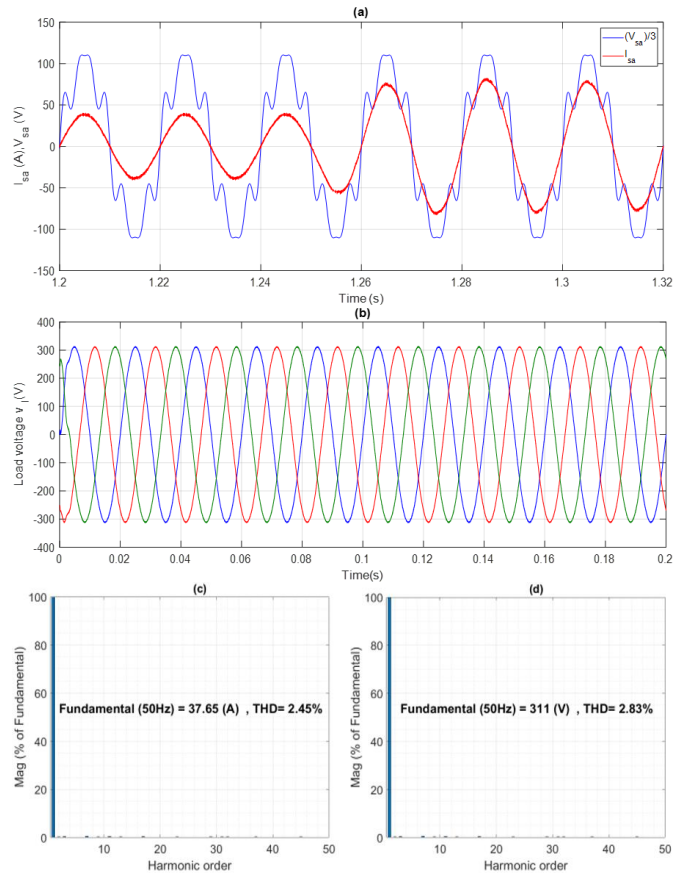 (a)
150
100
50
0
-50
-100
-150
I_sa (A),V_sa (V)
(V_sa)/3
I_sa
1.2 1.22 1.24 1.26 1.28 1.3 1.32
Time (s)
(b)
400
300
200
100
0
-100
-200
-300
-400
Load voltage v_l(V)
0 0.02 0.04 0.06 0.08 0.1 0.12 0.14 0.16 0.18 0.2
Time(s)
(c)
100
80
60
40
20
0
Mag (% of Fundamental)
Fundamental (50Hz) = 37.65 (A) , THD= 2.45%
10 20 30 40 50
Harmonic order
(d)
100
80
60
40
20
0
Mag (% of Fundamental)
Fundamental (50Hz) = 311 (V) , THD= 2.83%
10 20 30 40 50
Harmonic order